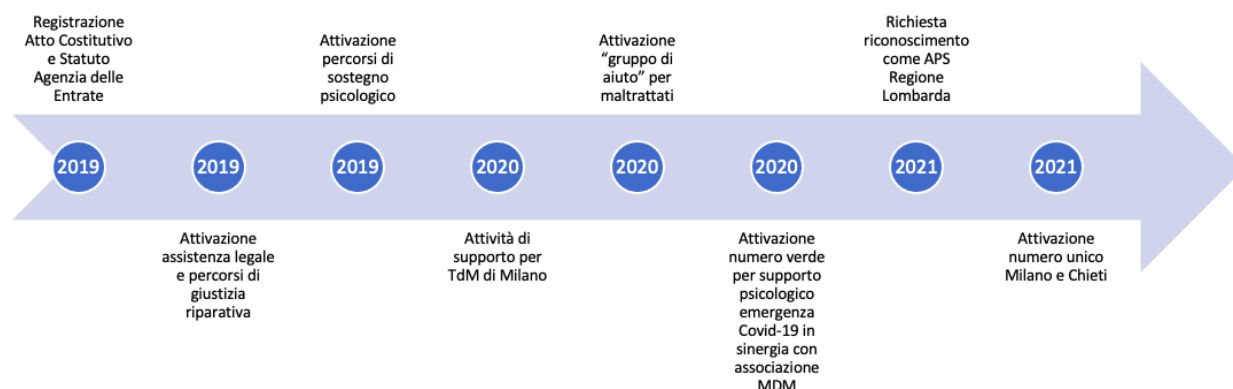 Registrazione
Atto Costitutivo
e Statuto
Agenzia delle
Entrate
2019
2019
Attivazione
assistenza legale
e percorsi di
giustizia
riparativa
Attivazione
percorsi di
sostegno
psicologico
2019
2020
Attività di
supporto per
TdM di Milano
Attivazione
“gruppo di
aiuto” per
maltrattati
2020
2020
Attivazione
numero verde
per supporto
psicologico
emergenza
Covid-19 in
sinergia con
associazione
MDM
Richiesta
riconoscimento
come APS
Regione
Lombarda
2021
2021
Attivazione
numero unico
Milano e Chieti